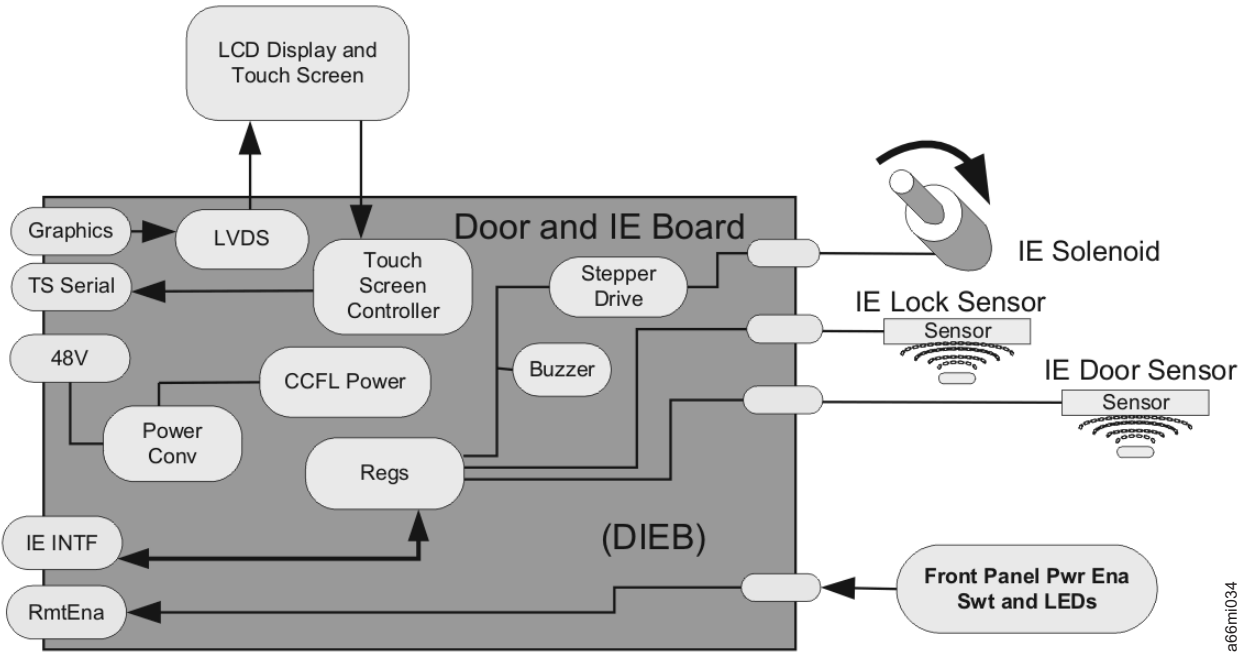 LCD Display and
Touch Screen
Graphics
LVDS
Door and IE Board
IE Solenoid
TS Serial
Touch
Screen
Controller
Stepper
Drive
IE Lock Sensor
Sensor
48V
CCFL Power
Buzzer
IE Door Sensor
Sensor
Power
Conv
Regs
IE INTF
(DIEB)
Front Panel Pwr Ena
Swt and LEDs
RmtEna
a66mi034